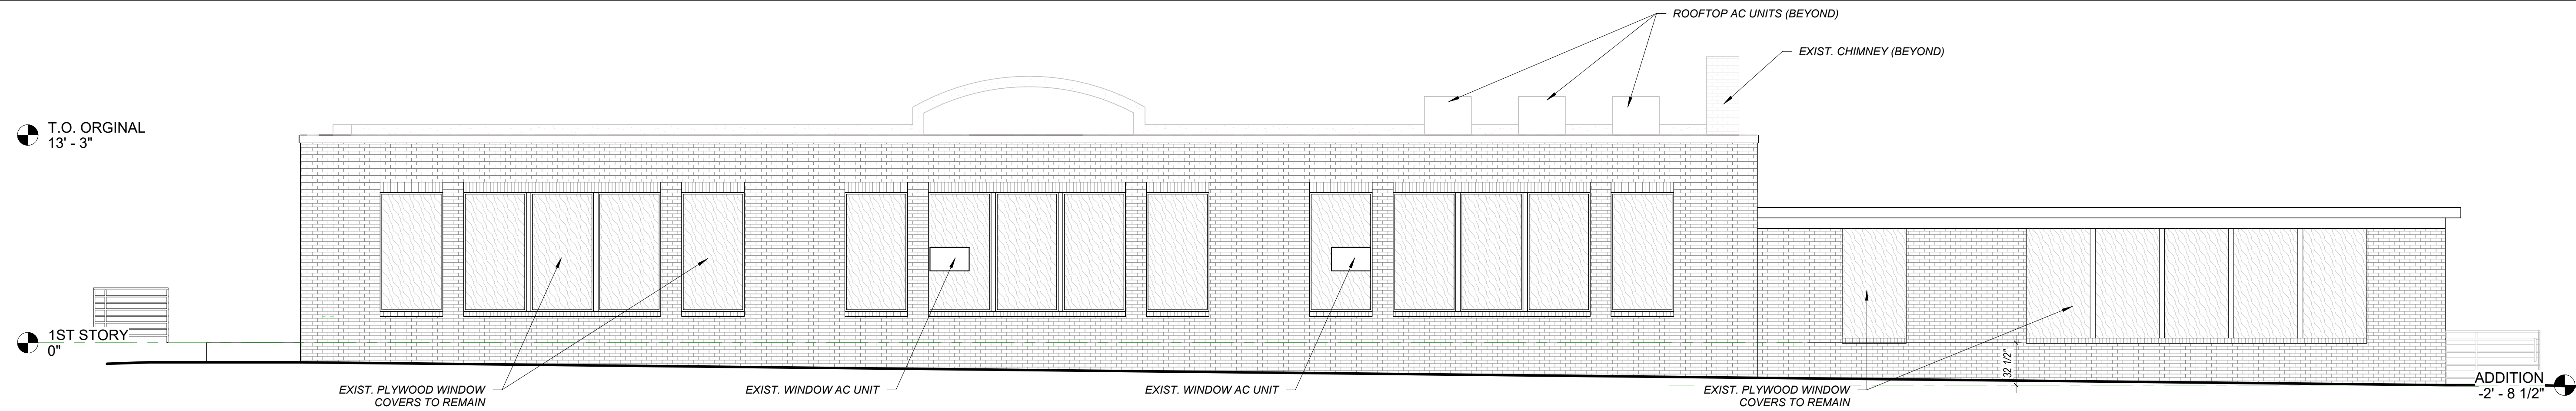 ROOFTOP AC UNITS (BEYOND)
EXIST. CHIMNEY (BEYOND)
T.O. ORGINAL
13' - 3"
1ST STORY
0"
EXIST. PLYWOOD WINDOW
COVERS TO REMAIN
EXIST. WINDOW AC UNIT
EXIST. WINDOW AC UNIT
EXIST. PLYWOOD WINDOW
COVERS TO REMAIN
32 1/2"
ADDITION
-2' - 8 1/2"